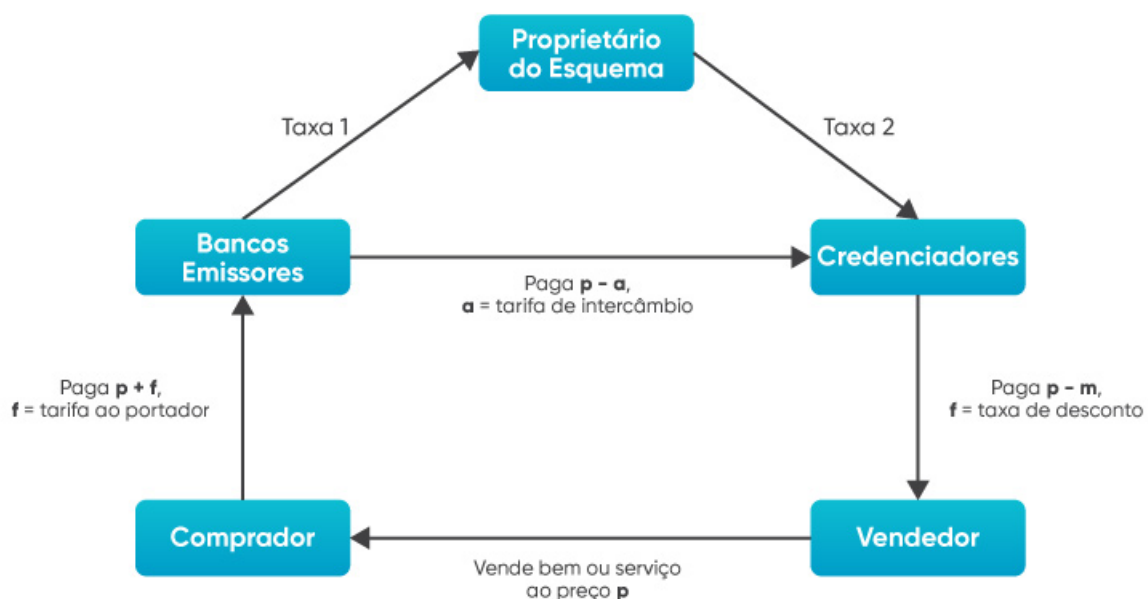 Proprietário
do Esquema
Taxa 1
Taxa 2
Bancos
Emissores
Credenciadores
Paga p - a,
a = tarifa de intercâmbio
Paga p + f,
f = tarifa ao portador
Paga p - m,
f = taxa de desconto
Comprador
Vendedor
Vende bem ou serviço
ao preço p